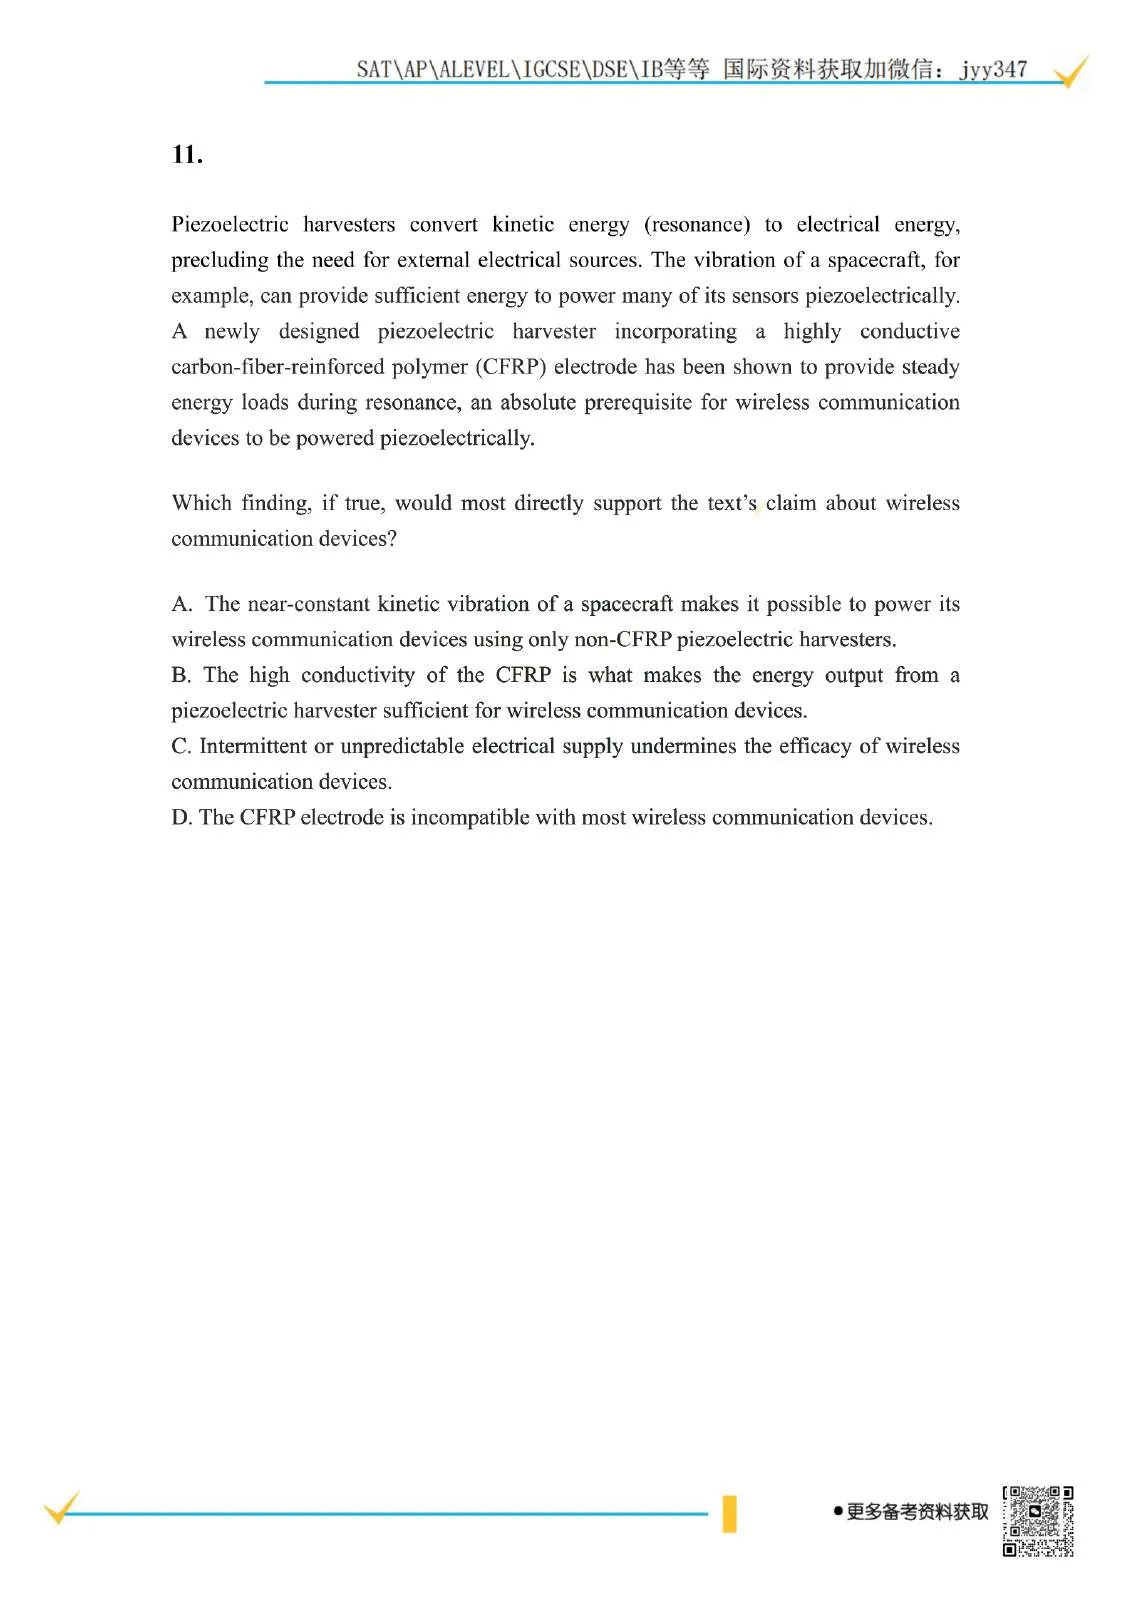 SAT\AP\ALEVEL\IGCSE\DSE\IB等等 国际资料获取加微信：jyy347
11.
Piezoelectric harvesters convert kinetic energy (resonance) to electrical energy,
precluding the need for external electrical sources. The vibration of a spacecraft, for
example, can provide sufficient energy to power many of its sensors piezoelectrically.
A newly designed piezoelectric harvester incorporating a highly conductive
carbon-fiber-reinforced polymer (CFRP) electrode has been shown to provide steady
energy loads during resonance, an absolute prerequisite for wireless communication
devices to be powered piezoelectrically.
Which finding, if true, would most directly support the text’s claim about wireless
communication devices?
A. The near-constant kinetic vibration of a spacecraft makes it possible to power its
wireless communication devices using only non-CFRP piezoelectric harvesters.
B. The high conductivity of the CFRP is what makes the energy output from a
piezoelectric harvester sufficient for wireless communication devices.
C. Intermittent or unpredictable electrical supply undermines the efficacy of wireless
communication devices.
D. The CFRP electrode is incompatible with most wireless communication devices.
●更多备考资料获取